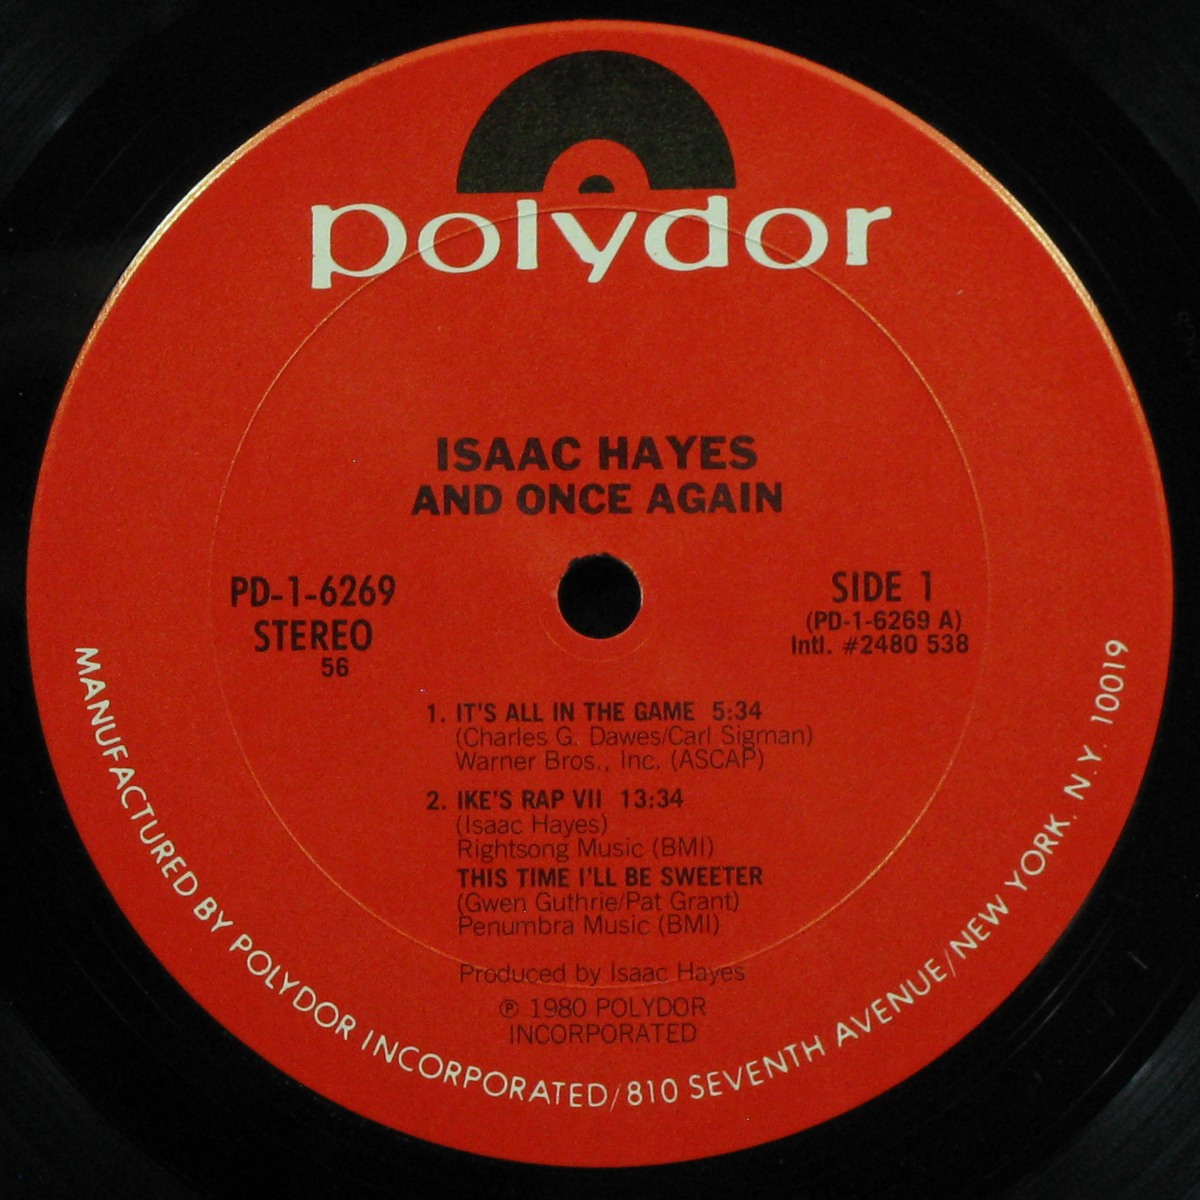 polydor
ISAAC HAYES
AND ONCE AGAIN
PD-1-6269
STEREO
56
SIDE 1
(PD-1-6269 A)
Intl. #2480 538
1. IT'S ALL IN THE GAME 5:34
(Charles G. Dawes/Carl Sigman)
Warner Bros., Inc. (ASCAP)
2. IKE'S RAP VII 13:34
(Isaac Hayes)
Rightsong Music (BMI)
THIS TIME I'LL BE SWEETER
(Gwen Guthrie/Pat Grant)
Penumbra Music (BMI)
Produced by Isaac Hayes
℗ 1980 POLYDOR
INCORPORATED
MANUFACTURED BY POLYDOR INCORPORATED/810 SEVENTH AVENUE/NEW YORK, N.Y. 10019